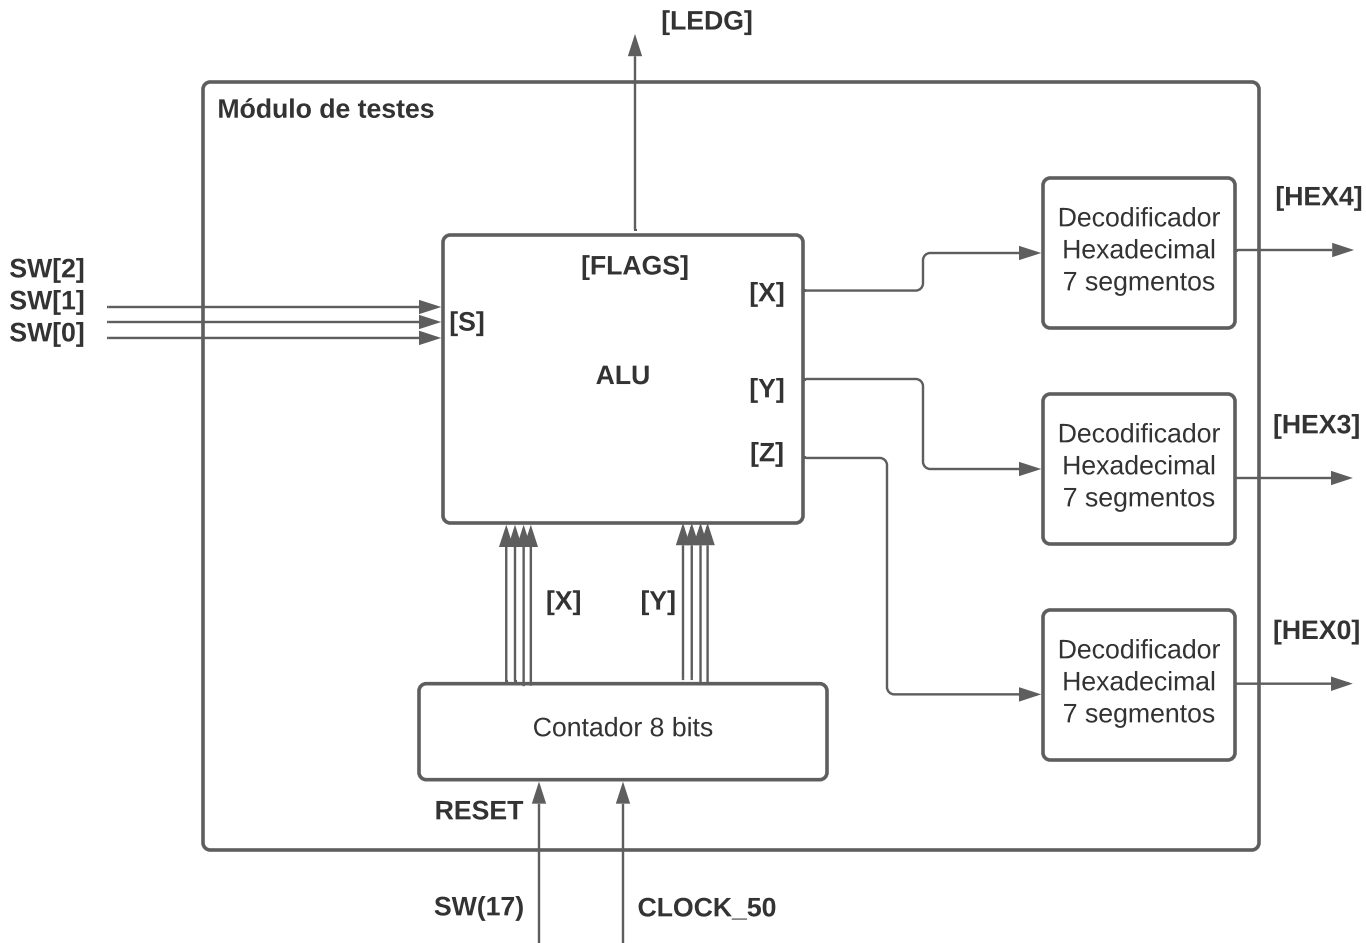 [LEDG]
Módulo de testes
SW[2]
SW[1]
SW[0]
[S]
[FLAGS]
ALU
[X]
[Y]
[Z]
Decodificador
Hexadecimal
7 segmentos
[HEX4]
Decodificador
Hexadecimal
7 segmentos
[HEX3]
Decodificador
Hexadecimal
7 segmentos
[HEX0]
[X]
[Y]
Contador 8 bits
RESET
SW(17)
CLOCK_50